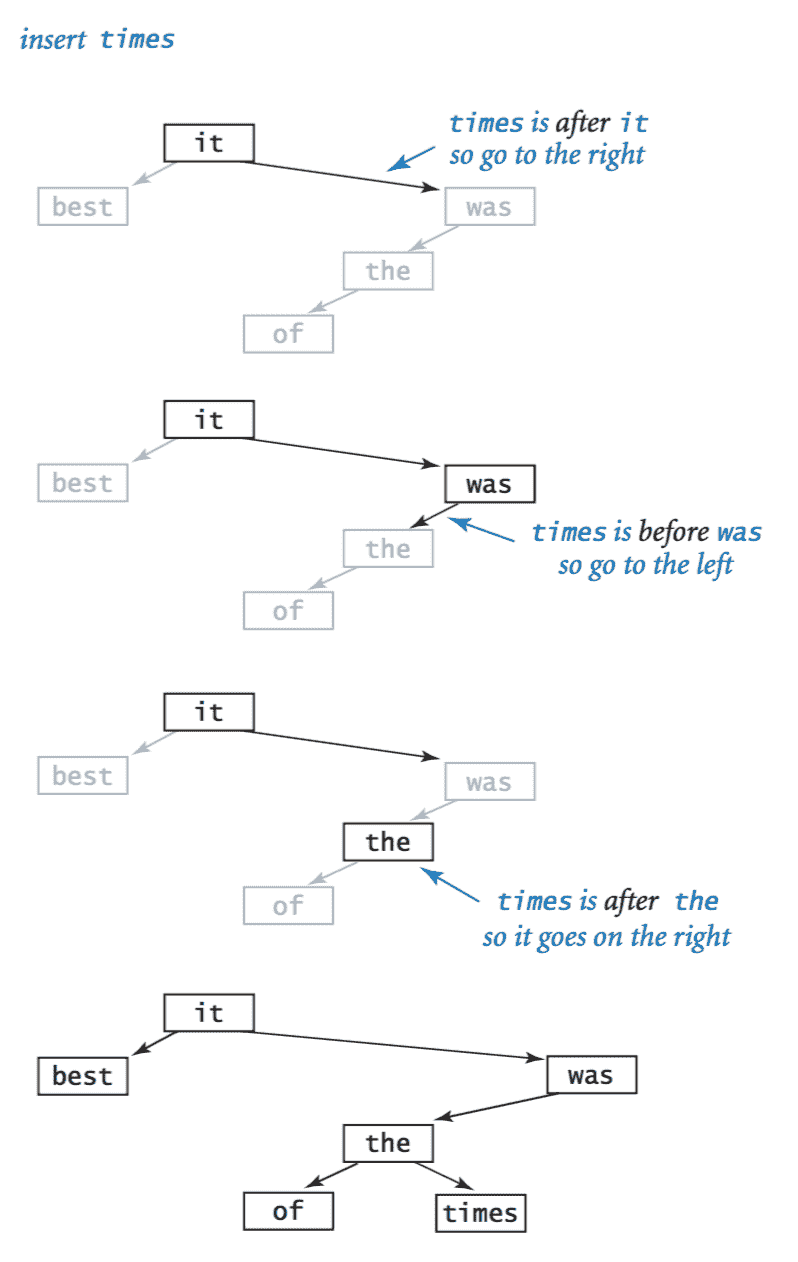 insert times
times is after it
so go to the right
it
best
was
the
of
it
best
was
times is before was
so go to the left
the
of
it
best
was
the
of
times is after the
so it goes on the right
it
best
was
the
of
times